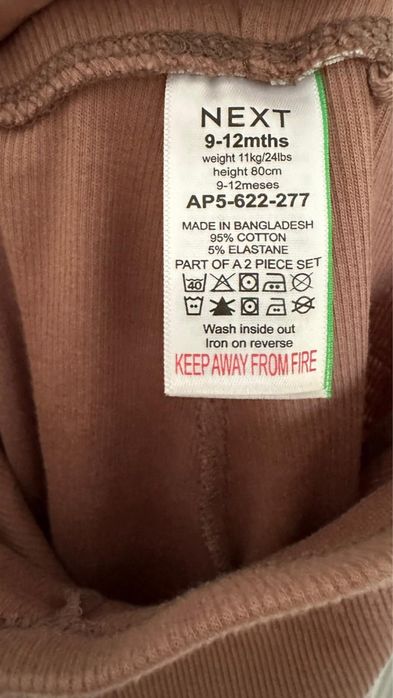 NEXT
9-12mths
weight 11kg/24lbs
height 80cm
9-12meses
AP5-622-277
MADE IN BANGLADESH
95% COTTON
5% ELASTANE
PART OF A 2 PIECE SET
40
Wash inside out
Iron on reverse
KEEP AWAY FROM FIRE